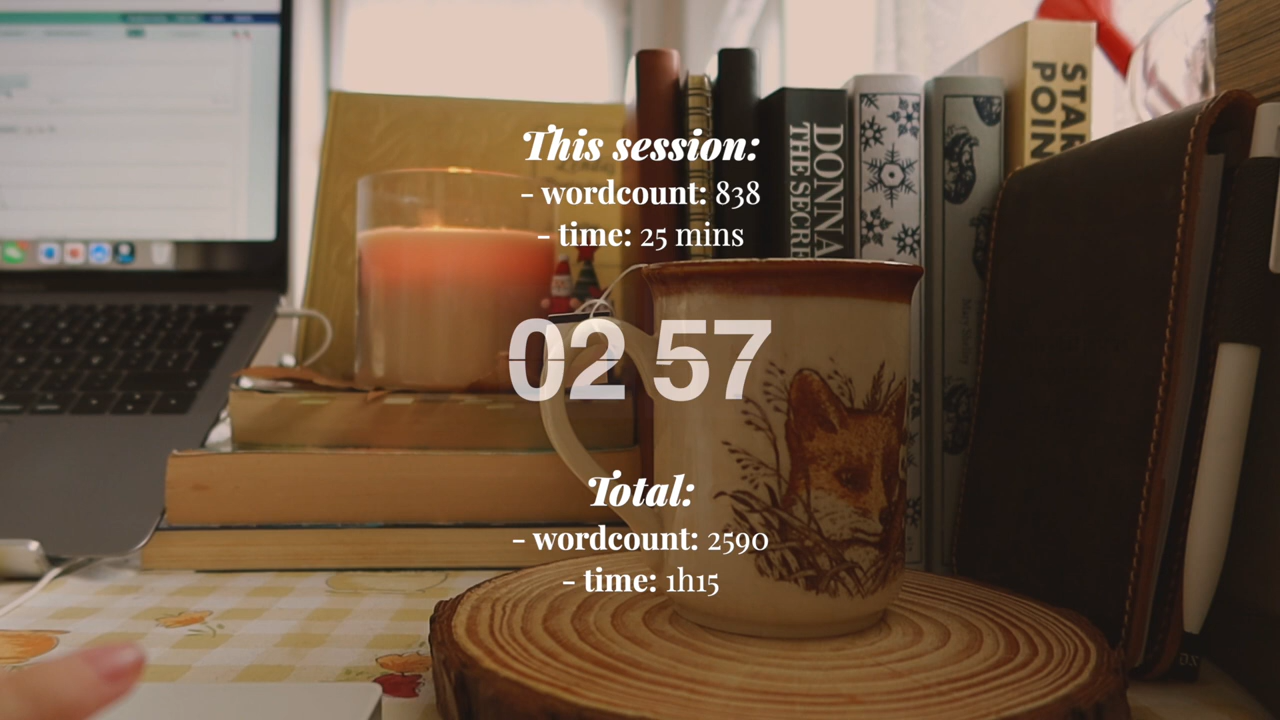 This session:
- wordcount: 838
- time: 25 mins
02 57
Total:
- wordcount: 2590
- time: 1h15
DONNA
THE SECRE
STAR
POIN